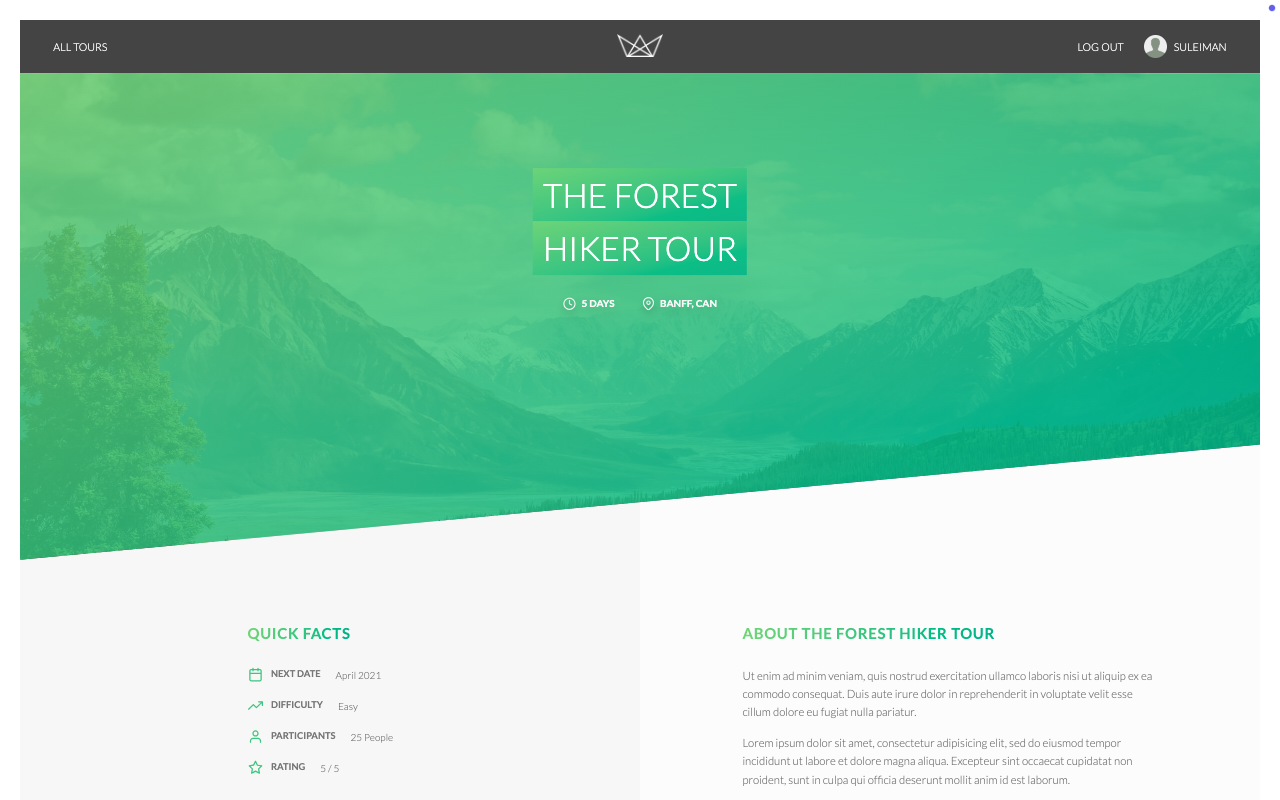 ALL TOURS
LOG OUT
SULEIMAN
THE FOREST
HIKER TOUR
5 DAYS
BANFF, CAN
QUICK FACTS
NEXT DATE April 2021
DIFFICULTY Easy
PARTICIPANTS 25 People
RATING 5 / 5
ABOUT THE FOREST HIKER TOUR
Ut enim ad minim veniam, quis nostrud exercitation ullamco laboris nisi ut aliquip ex ea
commodo consequat. Duis aute irure dolor in reprehenderit in voluptate velit esse
cillum dolore eu fugiat nulla pariatur.
Lorem ipsum dolor sit amet, consectetur adipisicing elit, sed do eiusmod tempor
incididunt ut labore et dolore magna aliqua. Excepteur sint occaecat cupidatat non
proident, sunt in culpa qui officia deserunt mollit anim id est laborum.